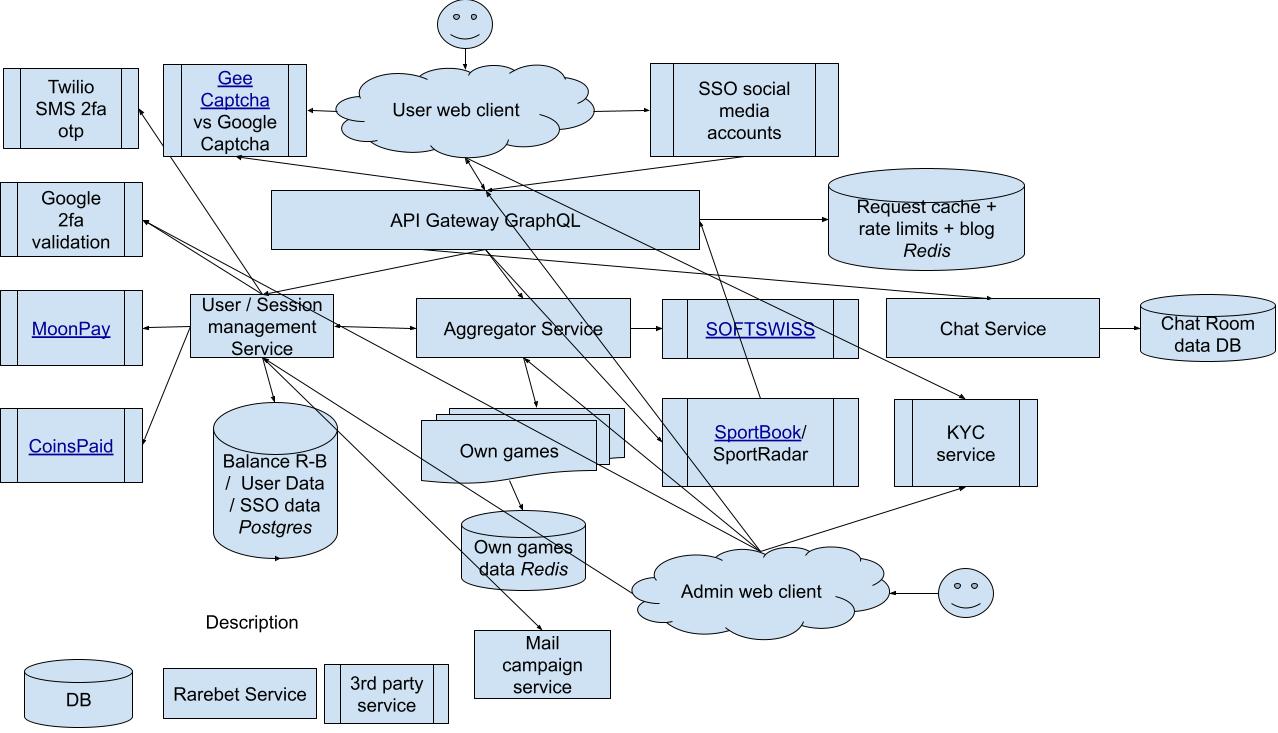 Twilio
SMS 2fa
otp
Gee
Captcha
vs Google
Captcha
User web client
SSO social
media
accounts
Google
2fa
validation
API Gateway GraphQL
Request cache +
rate limits + blog
Redis
MoonPay
User / Session
management
Service
Aggregator Service
SOFTSWISS
Chat Service
Chat Room
data DB
CoinsPaid
Balance R-B
/ User Data
/ SSO data
Postgres
Own games
SportBook/
SportRadar
KYC
service
Own games
data Redis
Admin web client
Description
Mail
campaign
service
DB
Rarebet Service
3rd party
service